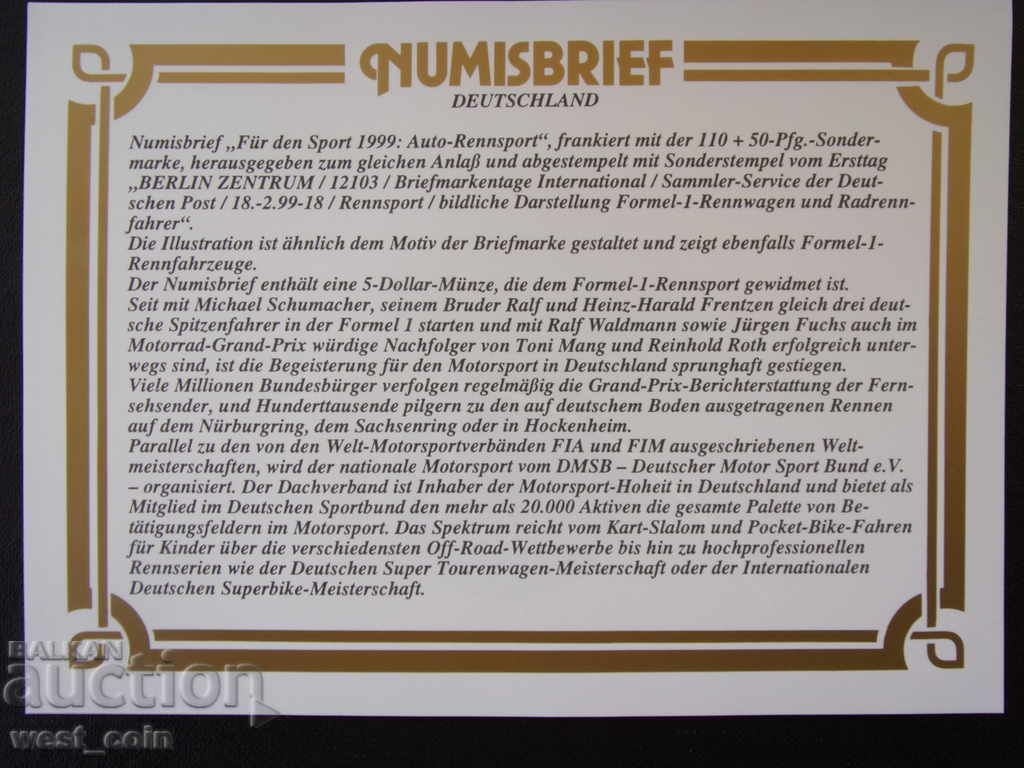 NUMISBRIEF
DEUTSCHLAND
Numisbrief „Für den Sport 1999: Auto-Rennsport“, frankiert mit der 110 + 50-Pfg.-Sonder-
marke, herausgegeben zum gleichen Anlaß und abgestempelt mit Sonderstempel vom Ersttag
„BERLIN ZENTRUM / 12103 / Briefmarkentage International / Sammler-Service der Deut-
schen Post / 18.-2.99-18 / Rennsport / bildliche Darstellung Formel-1-Rennwagen und Radrenn-
fahrer“.
Die Illustration ist ähnlich dem Motiv der Briefmarke gestaltet und zeigt ebenfalls Formel-1-
Rennfahrzeuge.
Der Numisbrief enthält eine 5-Dollar-Münze, die dem Formel-1-Rennsport gewidmet ist.
Seit mit Michael Schumacher, seinem Bruder Ralf und Heinz-Harald Frentzen gleich drei deut-
sche Spitzenfahrer in der Formel 1 starten und mit Ralf Waldmann sowie Jürgen Fuchs auch im
Motorrad-Grand-Prix würdige Nachfolger von Toni Mang und Reinhold Roth erfolgreich unter-
wegs sind, ist die Begeisterung für den Motorsport in Deutschland sprunghaft gestiegen.
Viele Millionen Bundesbürger verfolgen regelmäßig die Grand-Prix-Berichterstattung der Fern-
sehsender, und Hunderttausende pilgern zu den auf deutschem Boden ausgetragenen Rennen
auf dem Nürburgring, dem Sachsenring oder in Hockenheim.
Parallel zu den von den Welt-Motorsportverbänden FIA und FIM ausgeschriebenen Welt-
meisterschaften, wird der nationale Motorsport vom DMSB – Deutscher Motor Sport Bund e.V.
– organisiert. Der Dachverband ist Inhaber der Motorsport-Hoheit in Deutschland und bietet als
Mitglied im Deutschen Sportbund den mehr als 20.000 Aktiven die gesamte Palette von Be-
tätigungsfeldern im Motorsport. Das Spektrum reicht vom Kart-Slalom und Pocket-Bike-Fahren
für Kinder über die verschiedensten Off-Road-Wettbewerbe bis hin zu hochprofessionellen
Rennserien wie der Deutschen Super Tourenwagen-Meisterschaft oder der Internationalen
Deutschen Superbike-Meisterschaft.
BALKAN
auction
west_coin